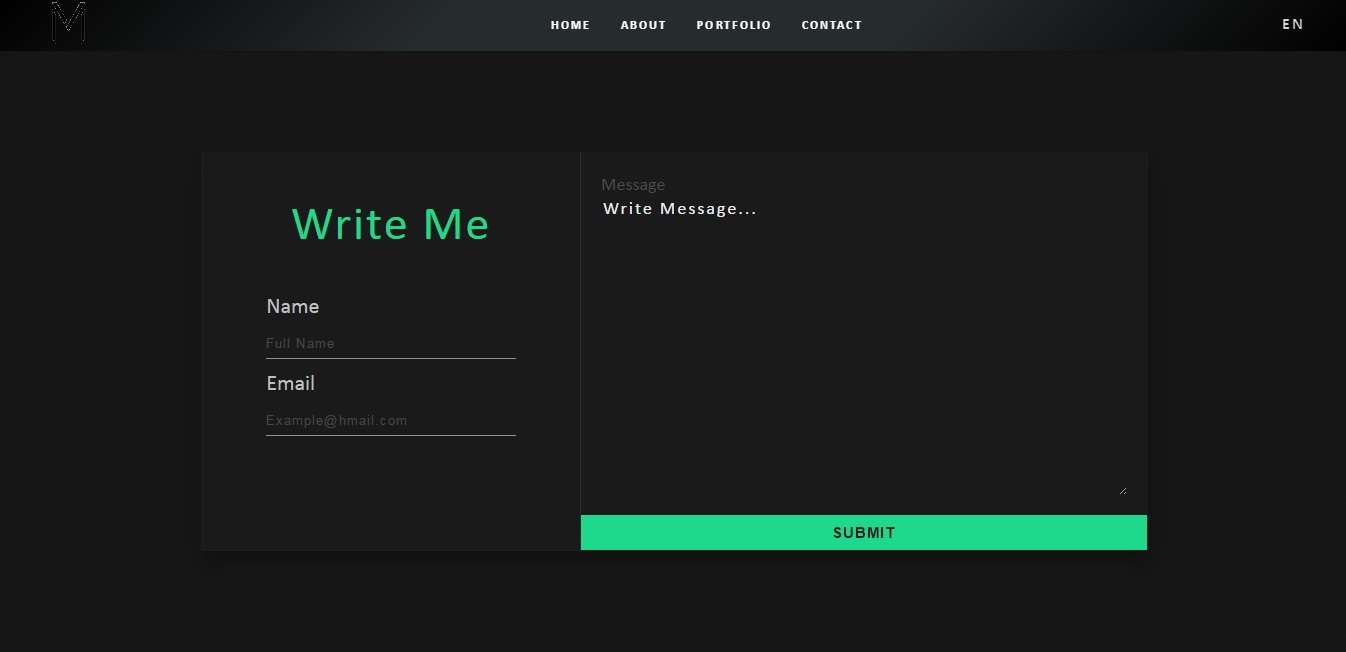 M
HOME ABOUT PORTFOLIO CONTACT EN
Write Me
Name
Full Name
Email
Example@hmail.com
Message
Write Message...
SUBMIT